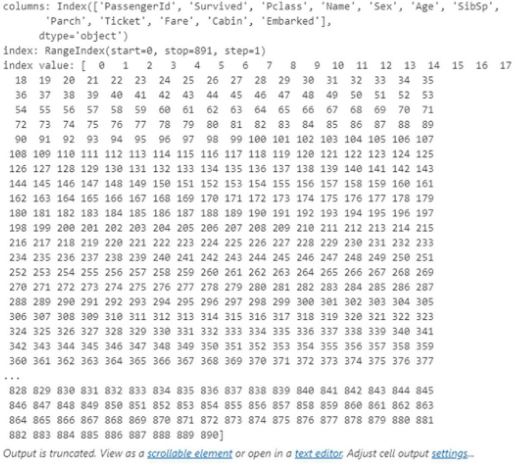 columns: Index(['PassengerId', 'Survived', 'Pclass', 'Name', 'Sex', 'Age', 'SibSp',
'Parch', 'Ticket', 'Fare', 'Cabin', 'Embarked'],
dtype='object')
index: RangeIndex(start=0, stop=891, step=1)
index value: [ 0 1 2 3 4 5 6 7 8 9 10 11 12 13 14 15 16 17
18 19 20 21 22 23 24 25 26 27 28 29 30 31 32 33 34 35
36 37 38 39 40 41 42 43 44 45 46 47 48 49 50 51 52 53
54 55 56 57 58 59 60 61 62 63 64 65 66 67 68 69 70 71
72 73 74 75 76 77 78 79 80 81 82 83 84 85 86 87 88 89
90 91 92 93 94 95 96 97 98 99 100 101 102 103 104 105 106 107
108 109 110 111 112 113 114 115 116 117 118 119 120 121 122 123 124 125
126 127 128 129 130 131 132 133 134 135 136 137 138 139 140 141 142 143
144 145 146 147 148 149 150 151 152 153 154 155 156 157 158 159 160 161
162 163 164 165 166 167 168 169 170 171 172 173 174 175 176 177 178 179
180 181 182 183 184 185 186 187 188 189 190 191 192 193 194 195 196 197
198 199 200 201 202 203 204 205 206 207 208 209 210 211 212 213 214 215
216 217 218 219 220 221 222 223 224 225 226 227 228 229 230 231 232 233
234 235 236 237 238 239 240 241 242 243 244 245 246 247 248 249 250 251
252 253 254 255 256 257 258 259 260 261 262 263 264 265 266 267 268 269
270 271 272 273 274 275 276 277 278 279 280 281 282 283 284 285 286 287
288 289 290 291 292 293 294 295 296 297 298 299 300 301 302 303 304 305
306 307 308 309 310 311 312 313 314 315 316 317 318 319 320 321 322 323
324 325 326 327 328 329 330 331 332 333 334 335 336 337 338 339 340 341
342 343 344 345 346 347 348 349 350 351 352 353 354 355 356 357 358 359
360 361 362 363 364 365 366 367 368 369 370 371 372 373 374 375 376 377
...
828 829 830 831 832 833 834 835 836 837 838 839 840 841 842 843 844 845
846 847 848 849 850 851 852 853 854 855 856 857 858 859 860 861 862 863
864 865 866 867 868 869 870 871 872 873 874 875 876 877 878 879 880 881
882 883 884 885 886 887 888 889 890]
Output is truncated. View as a scrollable element or open in a text editor. Adjust cell output settings...